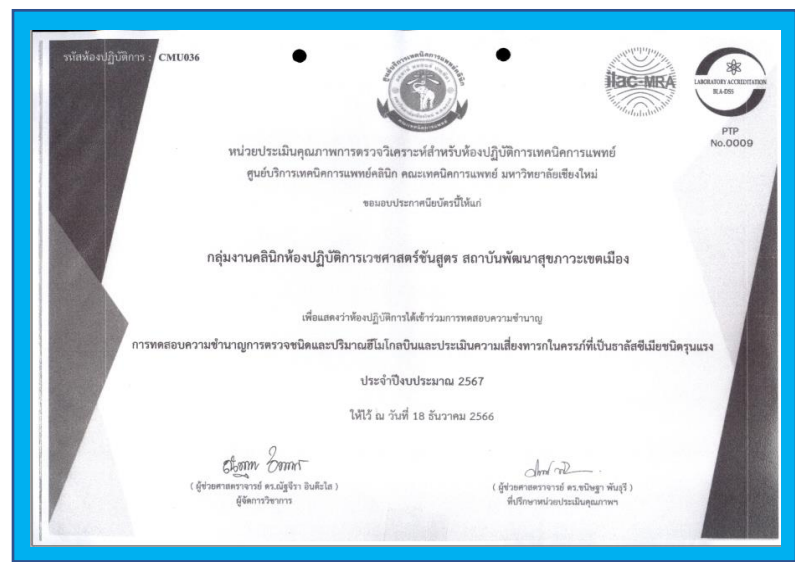 รหัสห้องปฏิบัติการ : CMU036
ilac-MRA
LABORATORY ACCREDITATION
BLA-DSS
PTP
No.0009
หน่วยประเมินคุณภาพการตรวจวิเคราะห์สำหรับห้องปฏิบัติการเทคนิคการแพทย์
ศูนย์บริการเทคนิคการแพทย์คลินิก คณะเทคนิคการแพทย์ มหาวิทยาลัยเชียงใหม่
ขอมอบประกาศนียบัตรนี้ให้แก่
กลุ่มงานคลินิกห้องปฏิบัติการเวชศาสตร์ชันสูตร สถาบันพัฒนาสุขภาวะเขตเมือง
เพื่อแสดงว่าห้องปฏิบัติการได้เข้าร่วมการทดสอบความชำนาญ
การทดสอบความชำนาญการตรวจชนิดและปริมาณฮีโมโกลบินและประเมินความเสี่ยงทารกในครรภ์ที่เป็นธาลัสซีเมียชนิดรุนแรง
ประจำปีงบประมาณ 2567
ให้ไว้ ณ วันที่ 18 ธันวาคม 2566
( ผู้ช่วยศาสตราจารย์ ดร.ณัฐจีรา อินต๊ะใส )
ผู้จัดการวิชาการ
( ผู้ช่วยศาสตราจารย์ ดร.ขนิษฐา พันธุรี )
ที่ปรึกษาหน่วยประเมินคุณภาพฯ